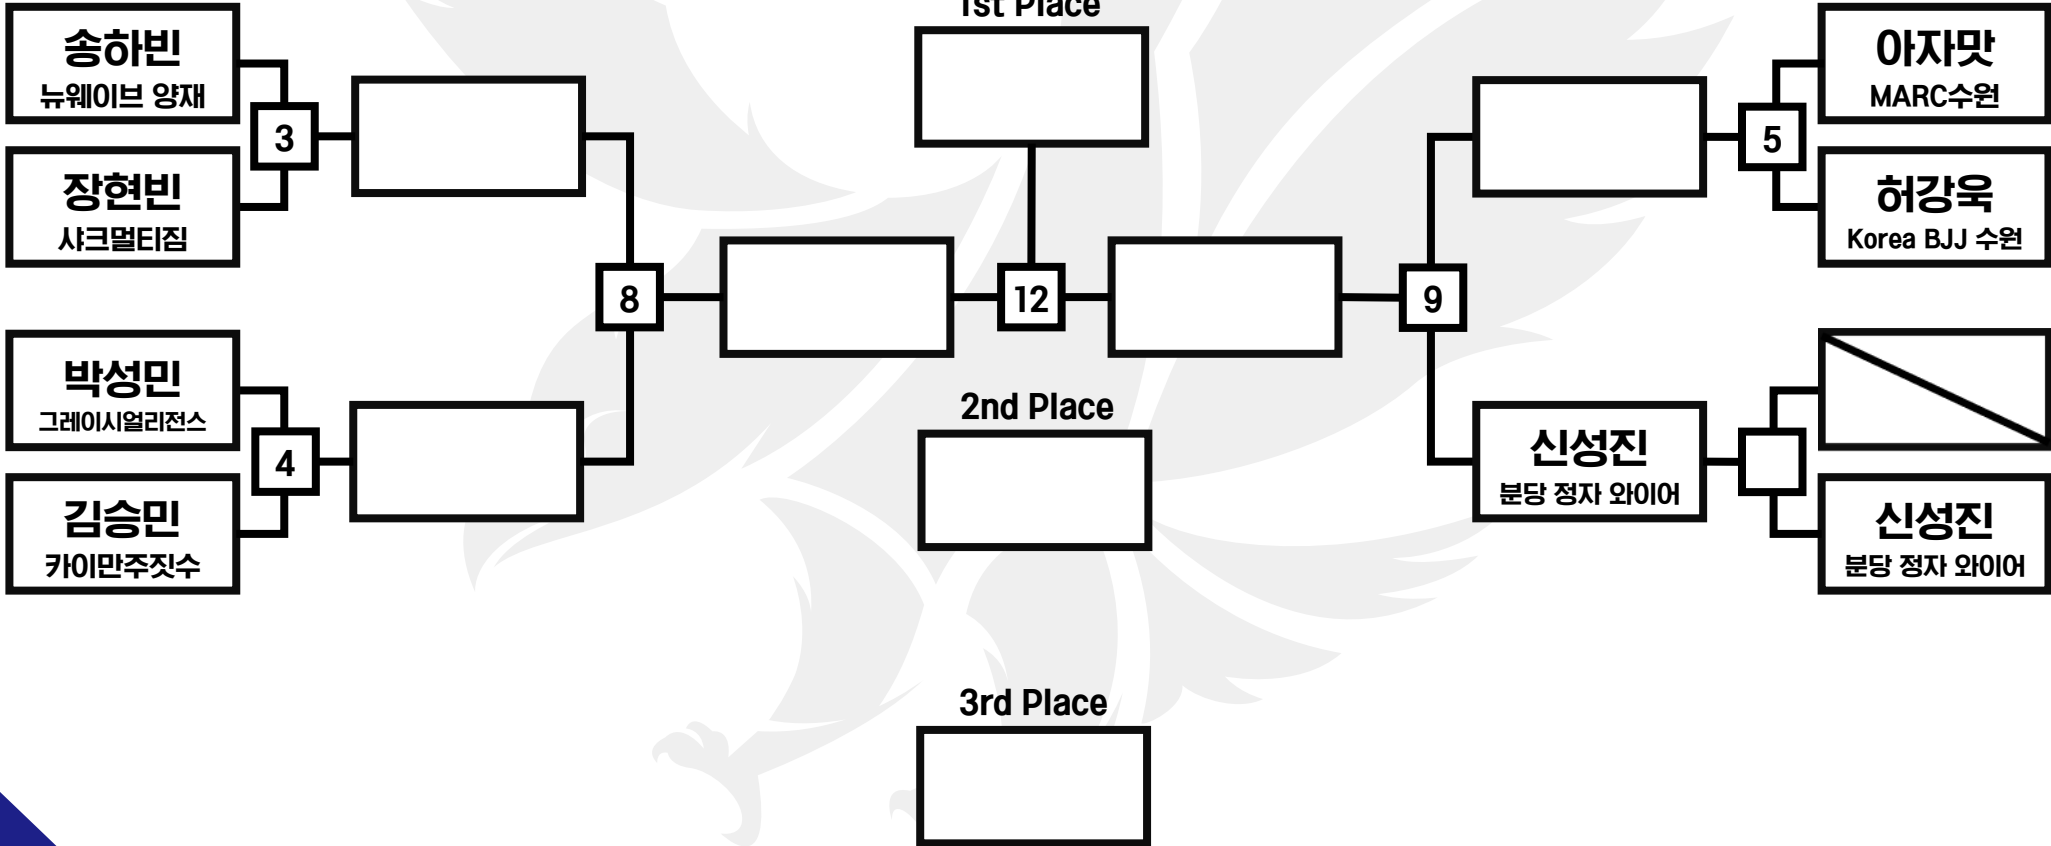 1st Place
송하빈
뉴웨이브 양재
3
장현빈
샤크멀티짐
박성민
그레이시얼리전스
4
김승민
카이만주짓수
8
12
9
2nd Place
3rd Place
아자맛
MARC수원
5
허강욱
Korea BJJ 수원
신성진
분당 정자 와이어
신성진
분당 정자 와이어